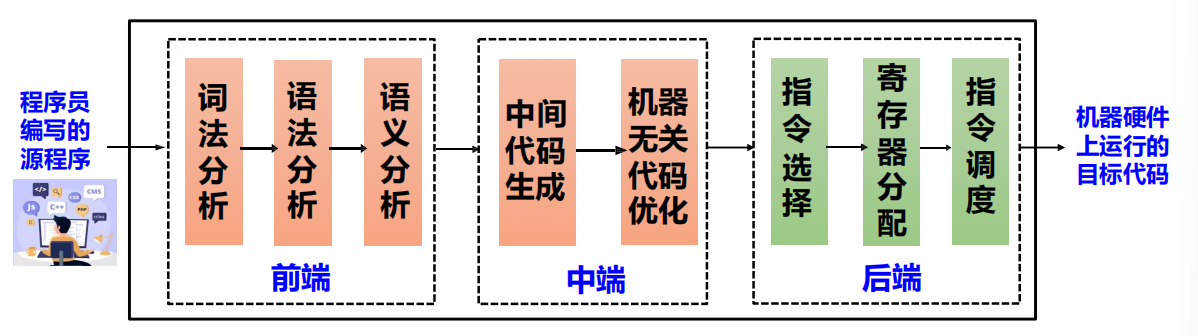 程序员
编写的
源程序
</>
CMS
Js
C++
CSS
PHP
词法分析
语法分析
语义分析
前端
中间
代码
生成
机器
无关
代码
优化
中端
指令选择
寄存器分配
指令调度
后端
机器硬件
上运行的
目标代码